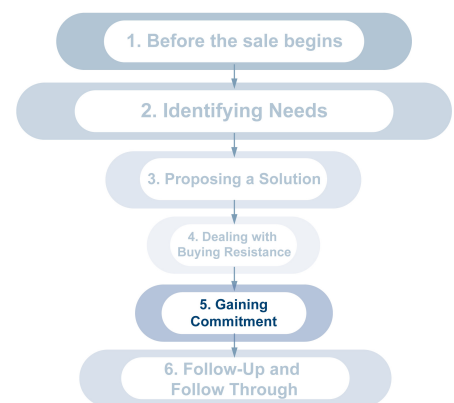 1. Before the sale begins
2. Identifying Needs
3. Proposing a Solution
4. Dealing with
Buying Resistance
5. Gaining
Commitment
6. Follow-Up and
Follow Through